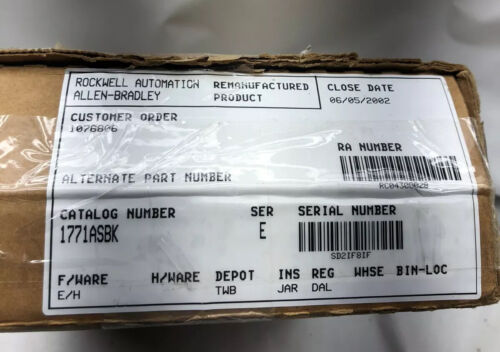 ROCKWELL AUTOMATION
ALLEN-BRADLEY
REMANUFACTURED
PRODUCT
CLOSE DATE
06/05/2002
CUSTOMER ORDER
1076806
RA NUMBER
ALTERNATE PART NUMBER
CATALOG NUMBER
1771ASBK
SER
E
SERIAL NUMBER
SD2IF8IF
F/WARE H/WARE DEPOT INS REG WHSE BIN-LOC
E/H TWB JAR DAL